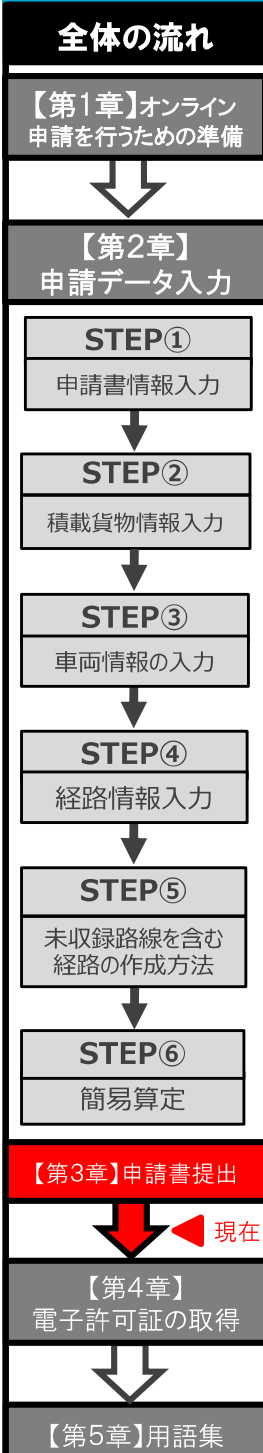 全体の流れ
【第1章】オンライン
申請を行うための準備
【第2章】
申請データ入力
STEP①
申請書情報入力
STEP②
積載貨物情報入力
STEP③
車両情報の入力
STEP④
経路情報入力
STEP⑤
未収録路線を含む
経路の作成方法
STEP⑥
簡易算定
【第3章】申請書提出
現在
【第4章】
電子許可証の取得
【第5章】用語集